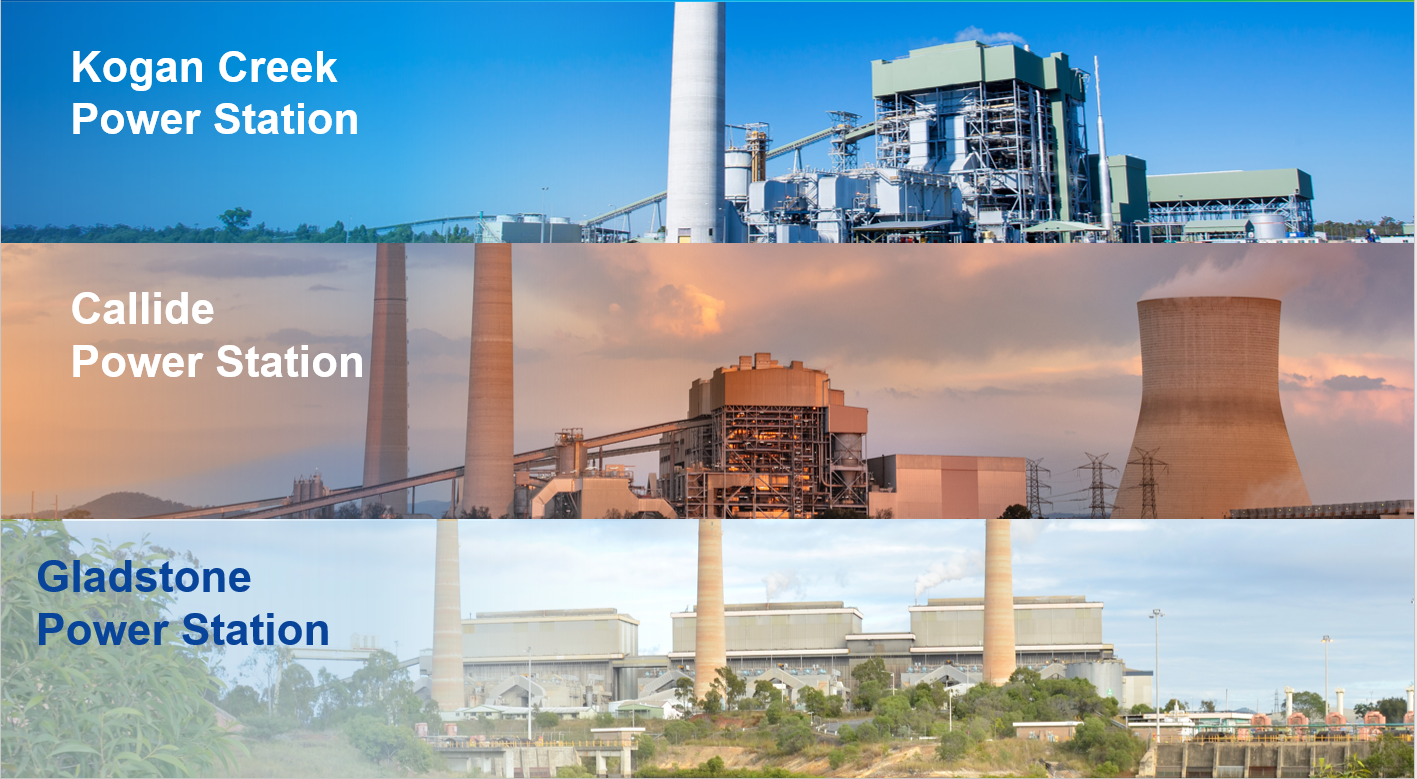 Kogan Creek
Power Station
Callide
Power Station
Gladstone
Power Station